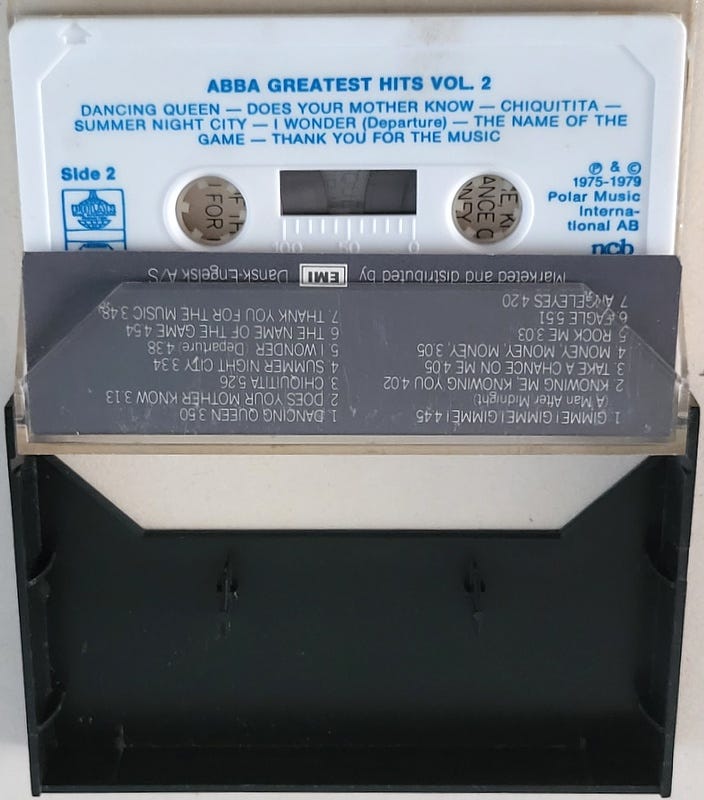 ABBA GREATEST HITS VOL. 2
DANCING QUEEN — DOES YOUR MOTHER KNOW — CHIQUITITA —
SUMMER NIGHT CITY — I WONDER (Departure) — THE NAME OF THE
GAME — THANK YOU FOR THE MUSIC
Side 2
Ⓟ & ©
1975-1979
Polar Music
Interna-
tional AB
ncb
100 50 0
Marketed and distributed by EMI Dansk-Engelsk A/S
1. GIMME! GIMME! GIMME! 4.45
(A Man After Midnight)
2 KNOWING ME, KNOWING YOU 4.02
3 TAKE A CHANCE ON ME 4.05
4 MONEY, MONEY, MONEY, 3.05
5 ROCK ME 3.03
6 EAGLE 5.51
7 ANGELEYES 4.20
1. DANCING QUEEN 3.50
2 DOES YOUR MOTHER KNOW 3.13
3 CHIQUITITA 5.26
4 SUMMER NIGHT CITY 3.34
5. I WONDER (Departure) 4.38
6 THE NAME OF THE GAME 4.54
7. THANK YOU FOR THE MUSIC 3.48